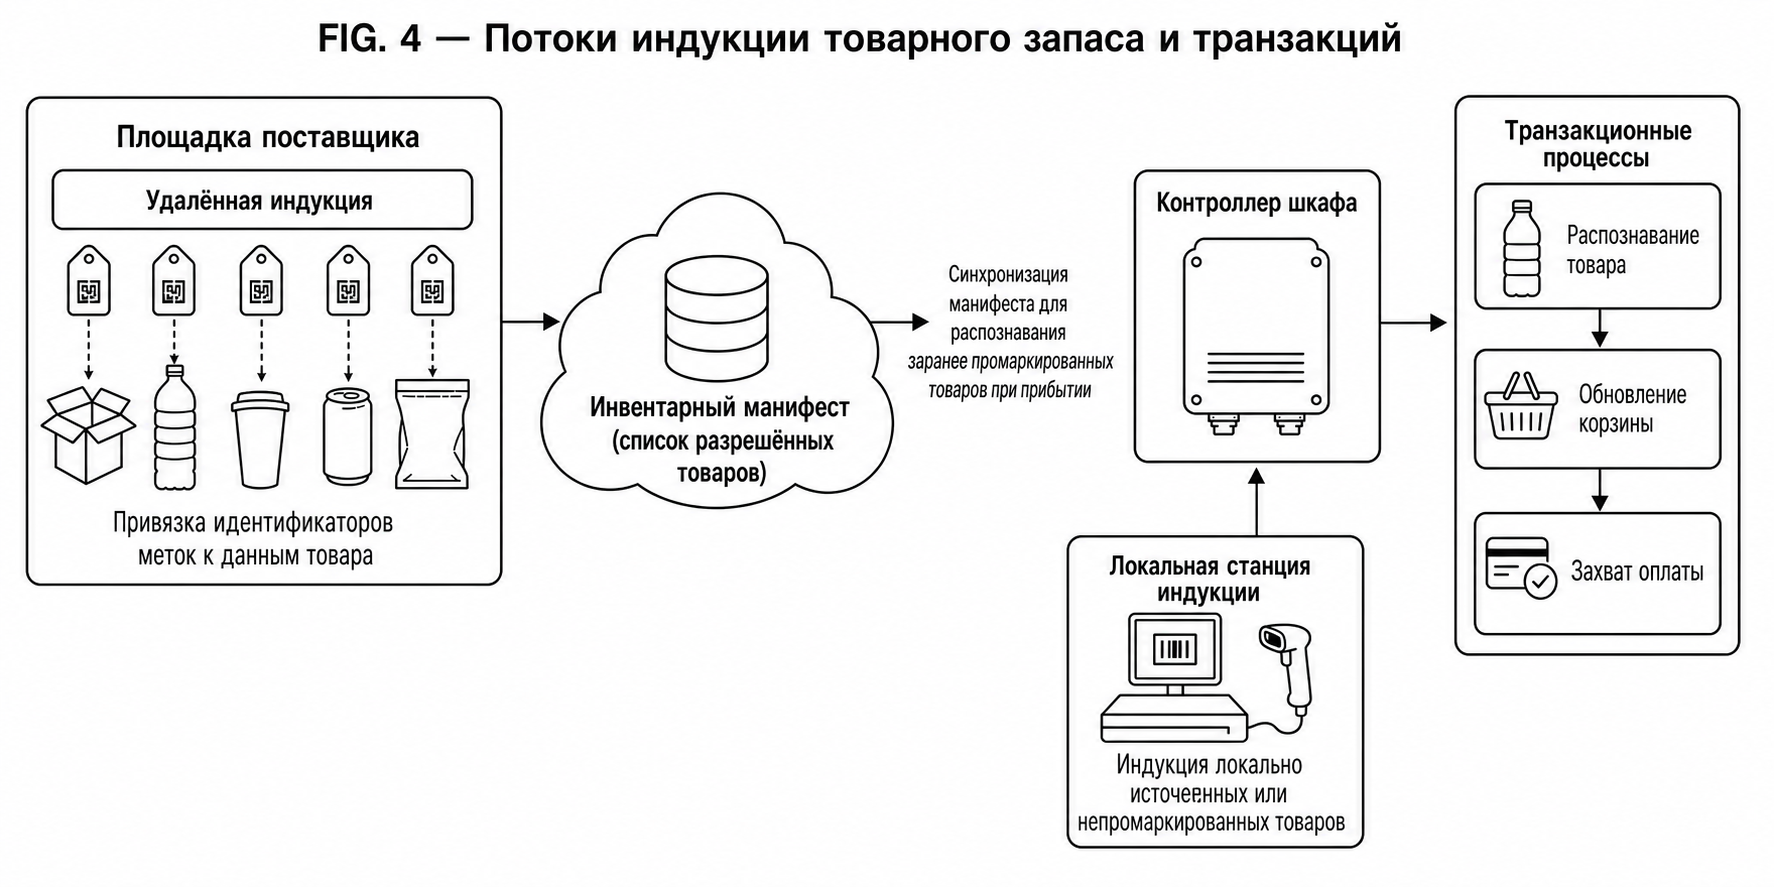 FIG. 4 — Потоки индукции товарного запаса и транзакций
Площадка поставщика
Удалённая индукция
Привязка идентификаторов
меток к данным товара
Инвентарный манифест
(список разрешённых
товаров)
Синхронизация
манифеста для
распознавания
заранее промаркированных
товаров при прибытии
Контроллер шкафа
Локальная станция
индукции
Индукция локально
источеенных или
непромаркированных товаров
Транзакционные
процессы
Распознавание
товара
Обновление
корзины
Захват оплаты